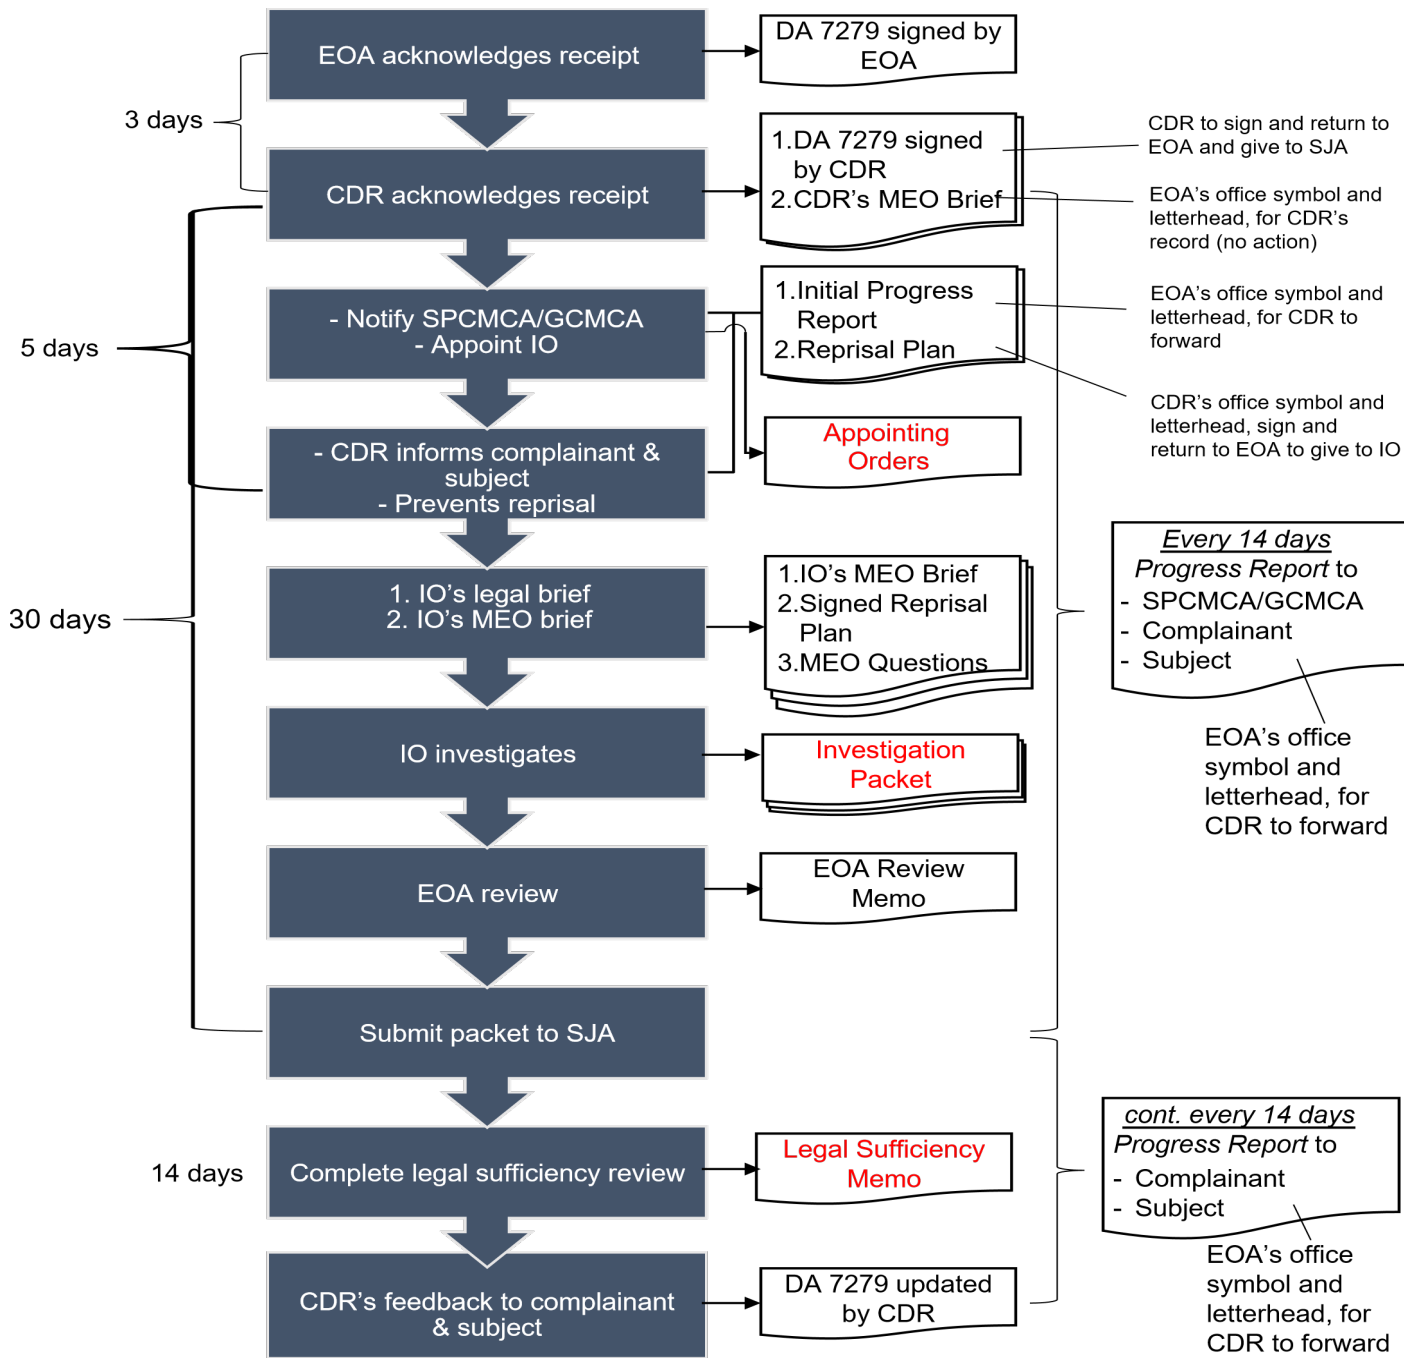 EOA acknowledges receipt
DA 7279 signed by
EOA
3 days
CDR acknowledges receipt
1.DA 7279 signed
by CDR
2.CDR's MEO Brief
CDR to sign and return to
EOA and give to SJA
EOA's office symbol and
letterhead, for CDR's
record (no action)
5 days
- Notify SPCMCA/GCMCA
- Appoint IO
1.Initial Progress
Report
2.Reprisal Plan
EOA's office symbol and
letterhead, for CDR to
forward
CDR's office symbol and
letterhead, sign and
return to EOA to give to IO
- CDR informs complainant &
subject
- Prevents reprisal
Appointing
Orders
30 days
1. IO's legal brief
2. IO's MEO brief
1.IO's MEO Brief
2.Signed Reprisal
Plan
3.MEO Questions
Every 14 days
Progress Report to
- SPCMCA/GCMCA
- Complainant
- Subject
EOA's office
symbol and
letterhead, for
CDR to forward
IO investigates
Investigation
Packet
EOA review
EOA Review
Memo
Submit packet to SJA
14 days
Complete legal sufficiency review
Legal Sufficiency
Memo
cont. every 14 days
Progress Report to
- Complainant
- Subject
EOA's office
symbol and
letterhead, for
CDR to forward
CDR's feedback to complainant
& subject
DA 7279 updated
by CDR